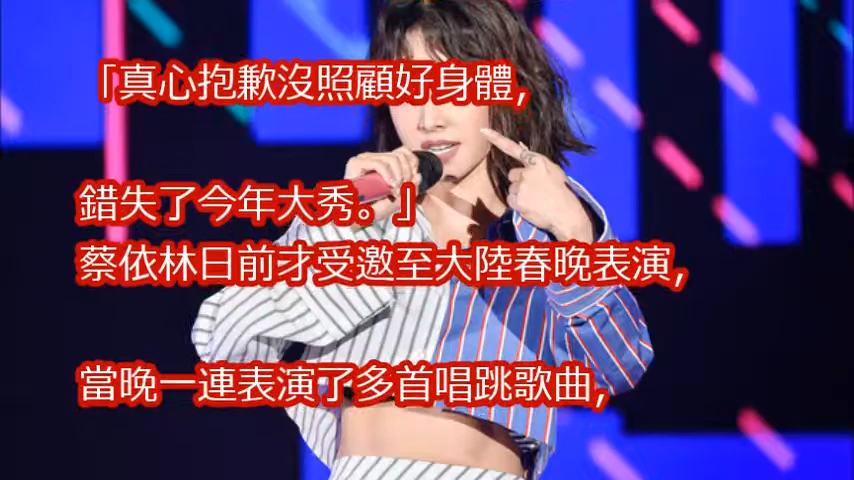 「真心抱歉沒照顧好身體,
錯失了今年大秀。」
蔡依林日前才受邀至大陸春晚表演,
當晚一連表演了多首唱跳歌曲,